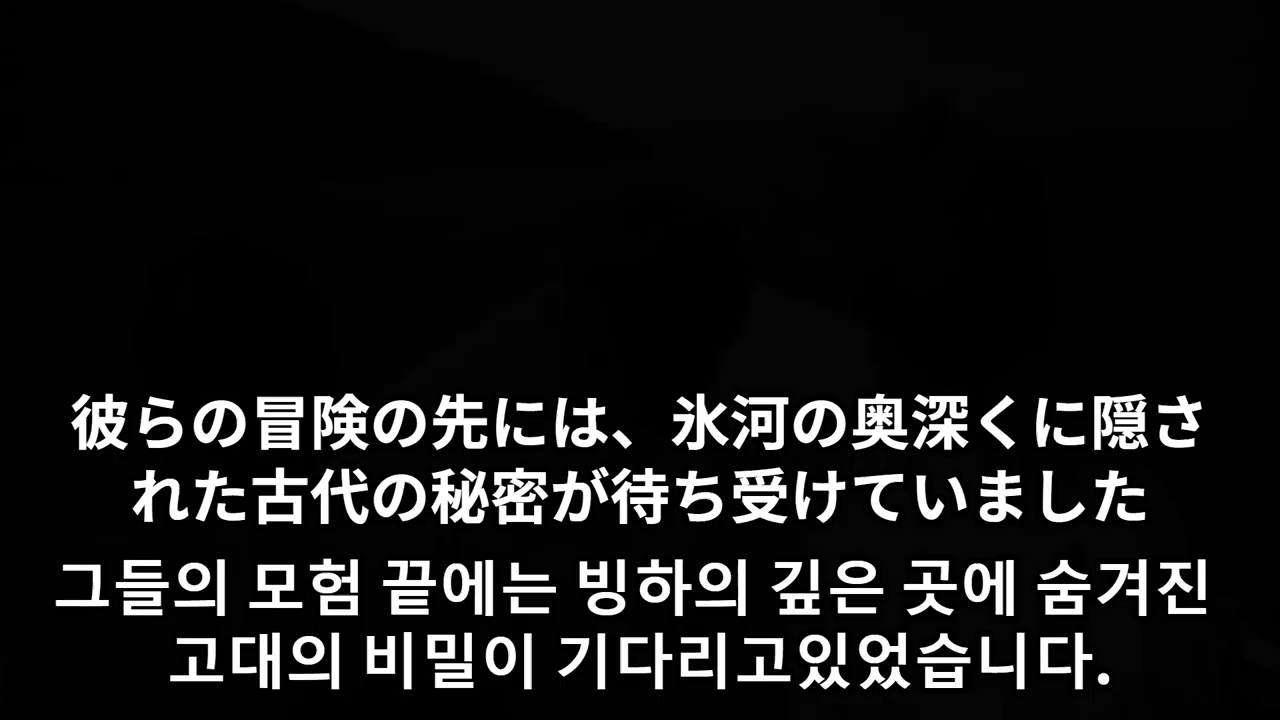 彼らの冒険の先には、氷河の奥深くに隠さ
れた古代の秘密が待ち受けていました
그들의 모험 끝에는 빙하의 깊은 곳에 숨겨진
고대의 비밀이 기다리고있었습니다.